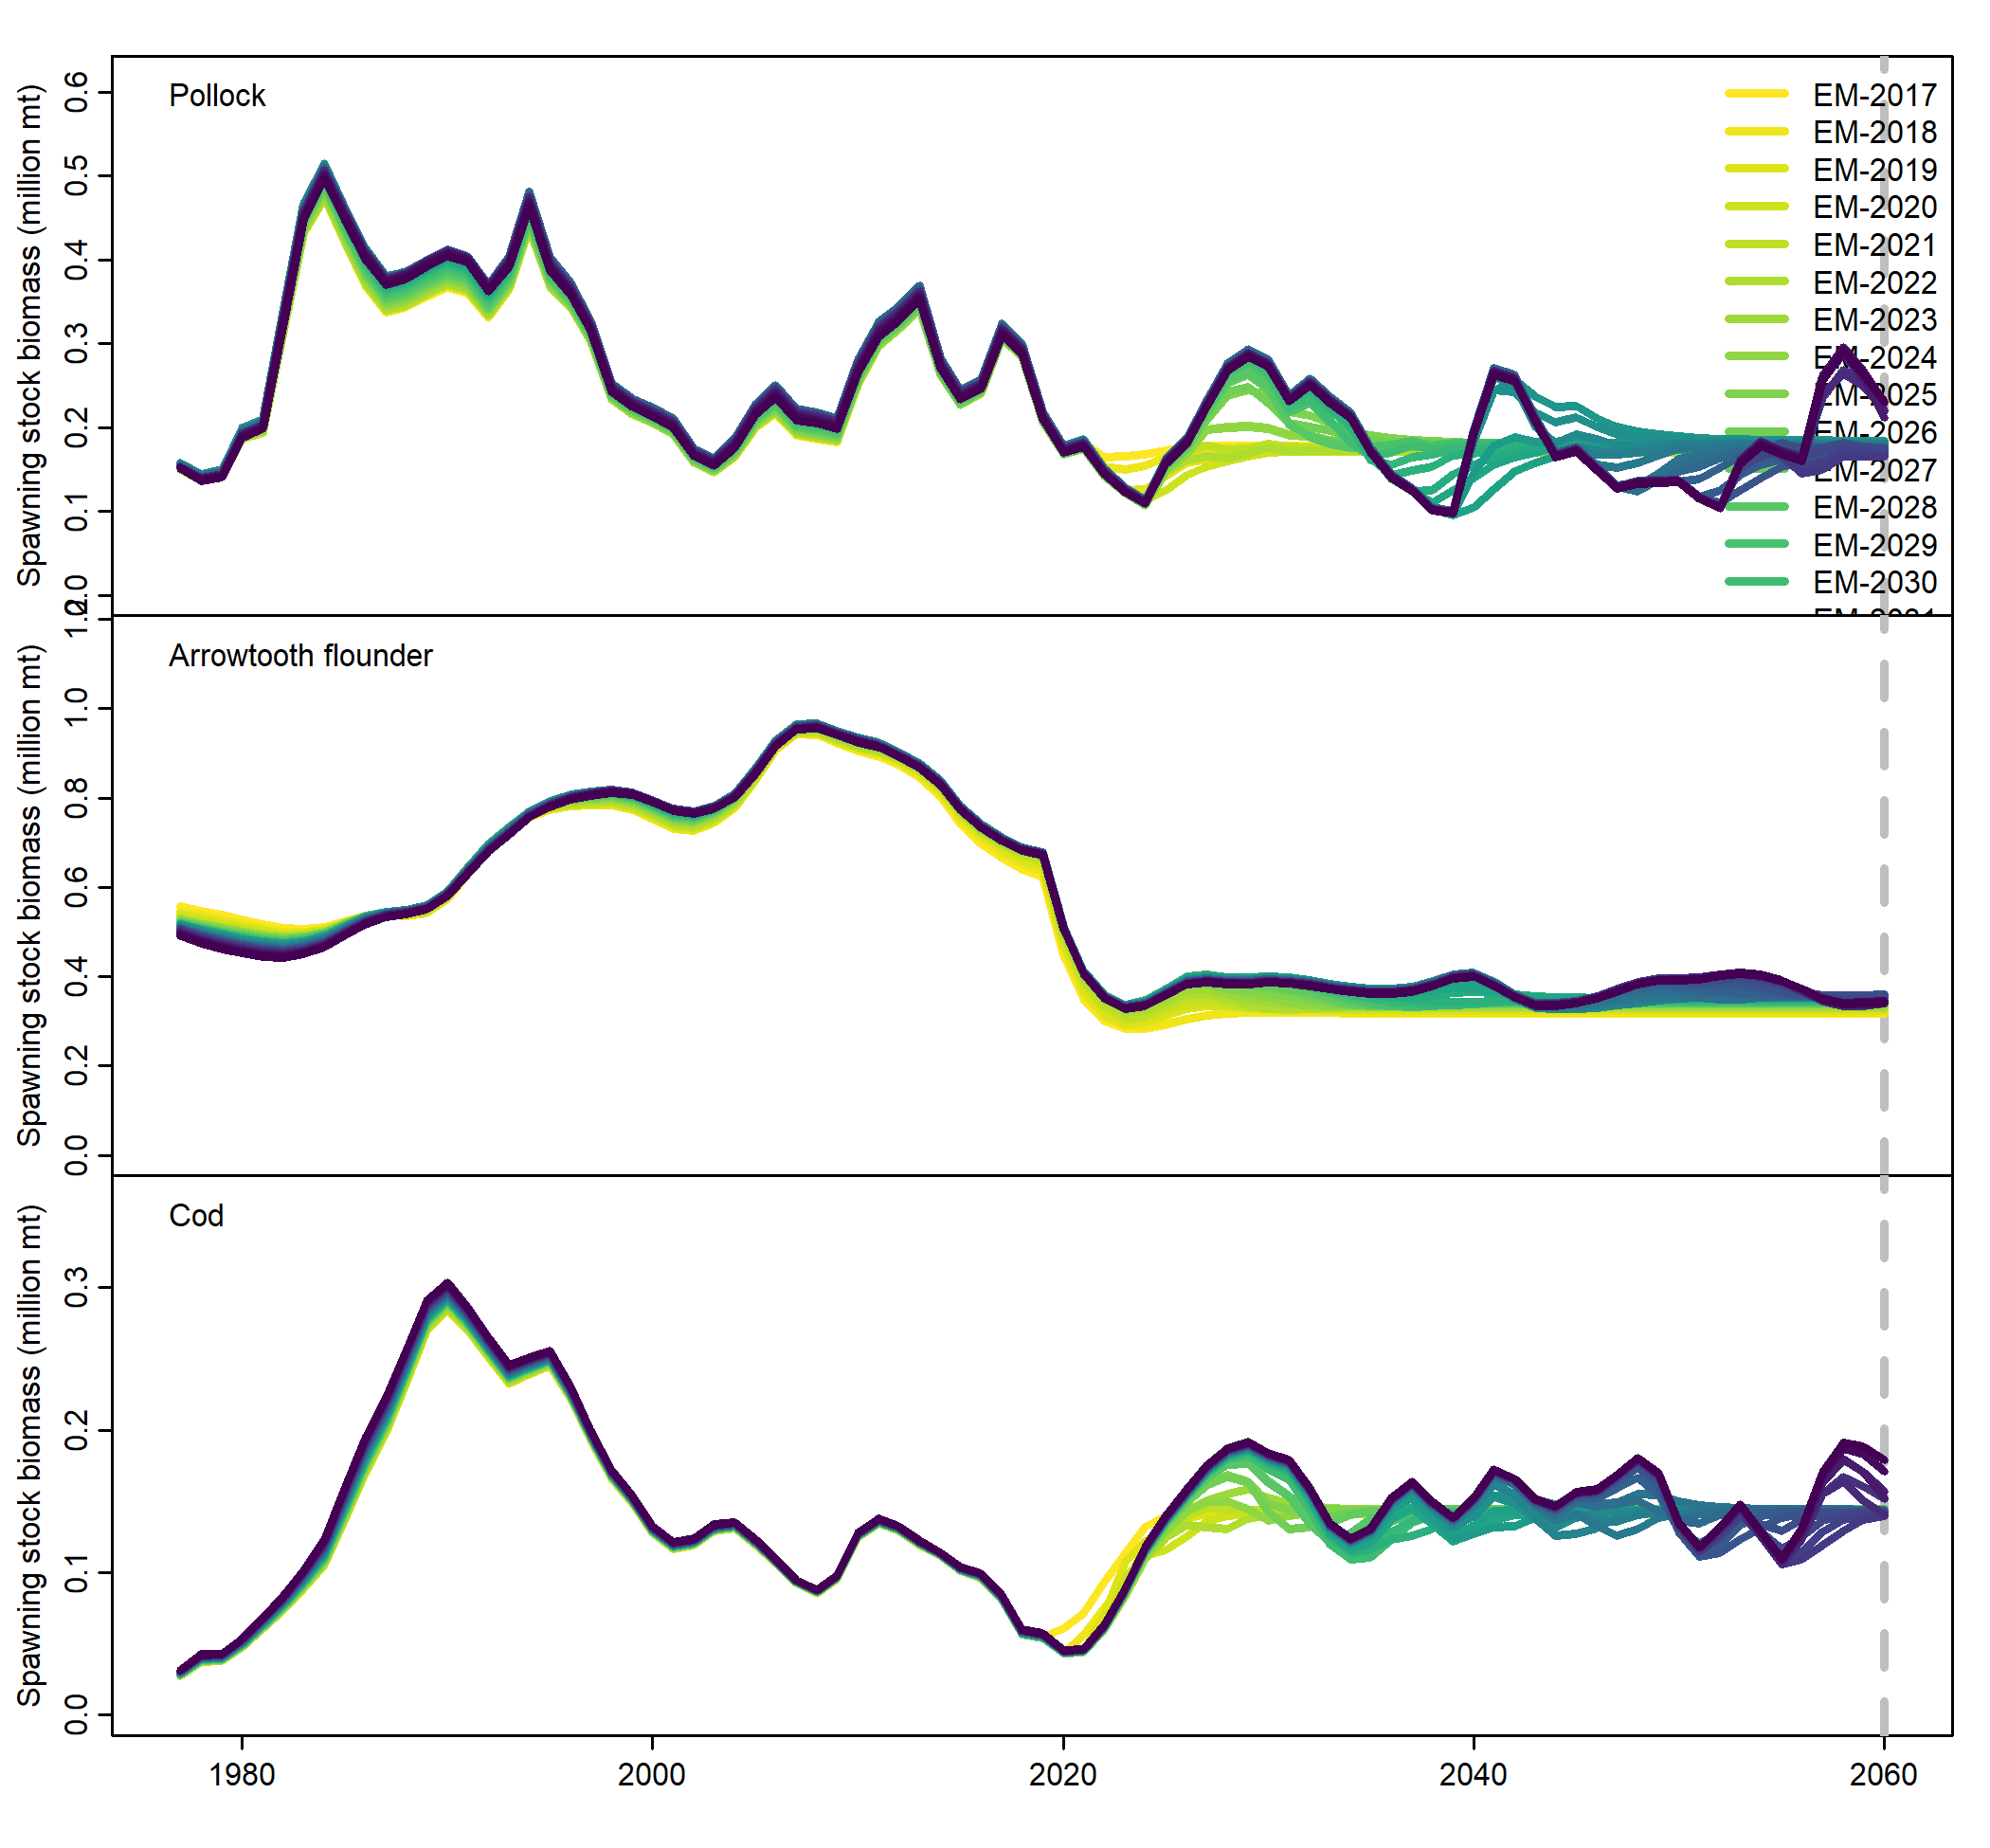 Pollock
Spawning stock biomass (million mt)
0.6
0.5
0.4
0.3
0.2
0.1
0.0
EM-2017
EM-2018
EM-2019
EM-2020
EM-2021
EM-2022
EM-2023
EM-2024
EM-2025
EM-2026
EM-2027
EM-2028
EM-2029
EM-2030
Arrowtooth flounder
Spawning stock biomass (million mt)
1.2
1.0
0.8
0.6
0.4
0.2
0.0
Cod
Spawning stock biomass (million mt)
0.3
0.2
0.1
0.0
1980
2000
2020
2040
2060